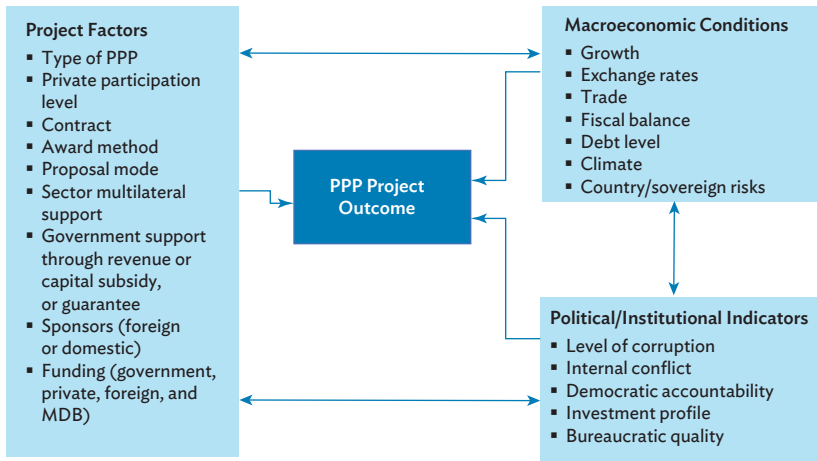 Project Factors
▪ Type of PPP
▪ Private participation
level
▪ Contract
▪ Award method
▪ Proposal mode
▪ Sector multilateral
support
▪ Government support
through revenue or
capital subsidy,
or guarantee
▪ Sponsors (foreign
or domestic)
▪ Funding (government,
private, foreign, and
MDB)
PPP Project
Outcome
Macroeconomic Conditions
▪ Growth
▪ Exchange rates
▪ Trade
▪ Fiscal balance
▪ Debt level
▪ Climate
▪ Country/sovereign risks
Political/Institutional Indicators
▪ Level of corruption
▪ Internal conflict
▪ Democratic accountability
▪ Investment profile
▪ Bureaucratic quality